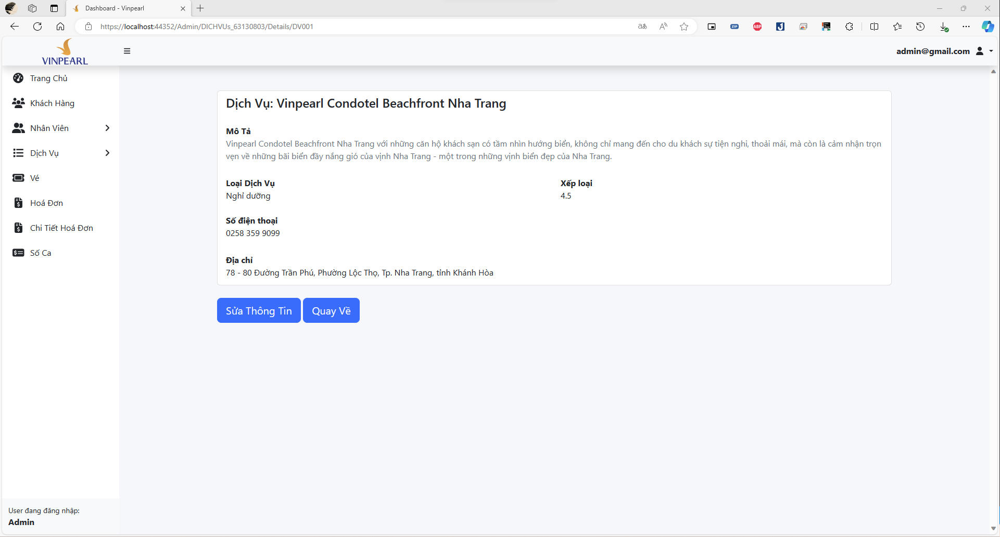 Dashboard - Vinpearl
https://localhost:44352/Admin/DICHVUs_63130803/Details/DV001
ZIP
ABP
VINPEARL
admin@gmail.com
Trang Chủ
Khách Hàng
Nhân Viên
Dịch Vụ
Vé
Hoá Đơn
Chi Tiết Hoá Đơn
Số Ca
Dịch Vụ: Vinpearl Condotel Beachfront Nha Trang
Mô Tả
Vinpearl Condotel Beachfront Nha Trang với những căn hộ khách sạn có tầm nhìn hướng biển, không chỉ mang đến cho du khách sự tiện nghi, thoải mái, mà còn là cảm nhận trọn
vẹn về những bãi biển đầy nắng gió của vịnh Nha Trang - một trong những vịnh biển đẹp của Nha Trang.
Loại Dịch Vụ
Nghỉ dưỡng
Xếp loại
4.5
Số điện thoại
0258 359 9099
Địa chỉ
78 - 80 Đường Trần Phú, Phường Lộc Thọ, Tp. Nha Trang, tỉnh Khánh Hòa
Sửa Thông Tin
Quay Về
User đang đăng nhập:
Admin